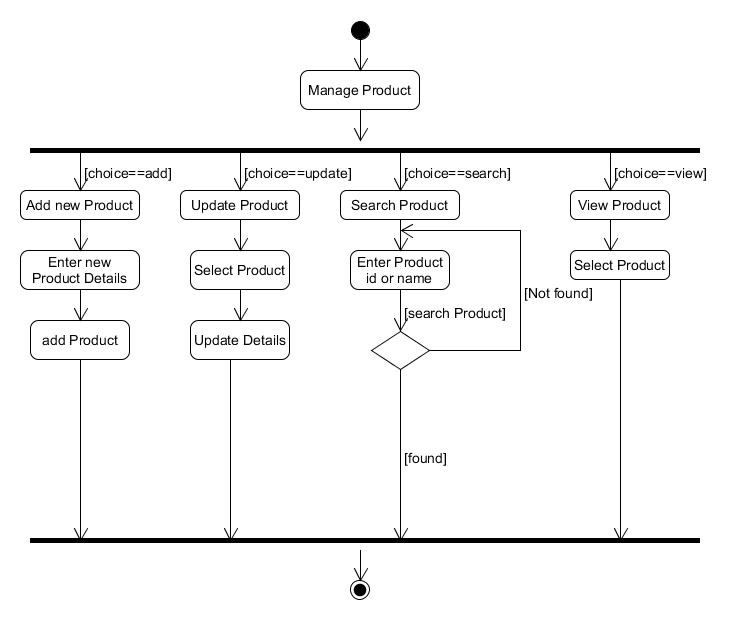 Manage Product
[choice==add]
[choice==update]
[choice==search]
[choice==view]
Add new Product
Update Product
Search Product
View Product
Enter new
Product Details
Select Product
Enter Product
id or name
Select Product
[Not found]
[search Product]
add Product
Update Details
[found]